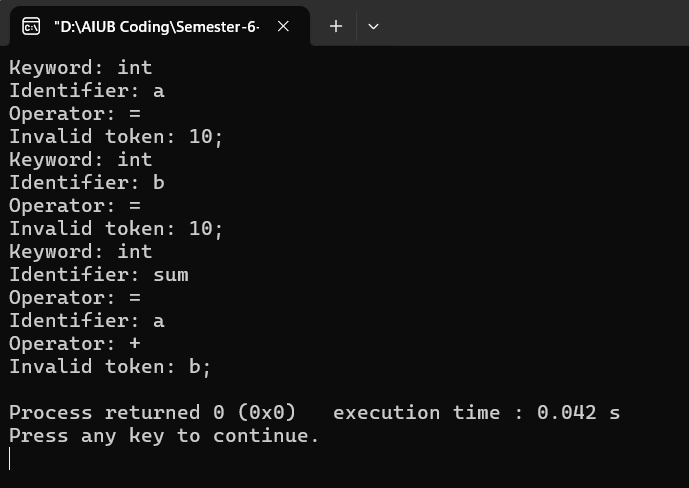 "D:\AIUB Coding\Semester-6-
Keyword: int
Identifier: a
Operator: =
Invalid token: 10;
Keyword: int
Identifier: b
Operator: =
Invalid token: 10;
Keyword: int
Identifier: sum
Operator: =
Identifier: a
Operator: +
Invalid token: b;
Process returned 0 (0x0)   execution time : 0.042 s
Press any key to continue.